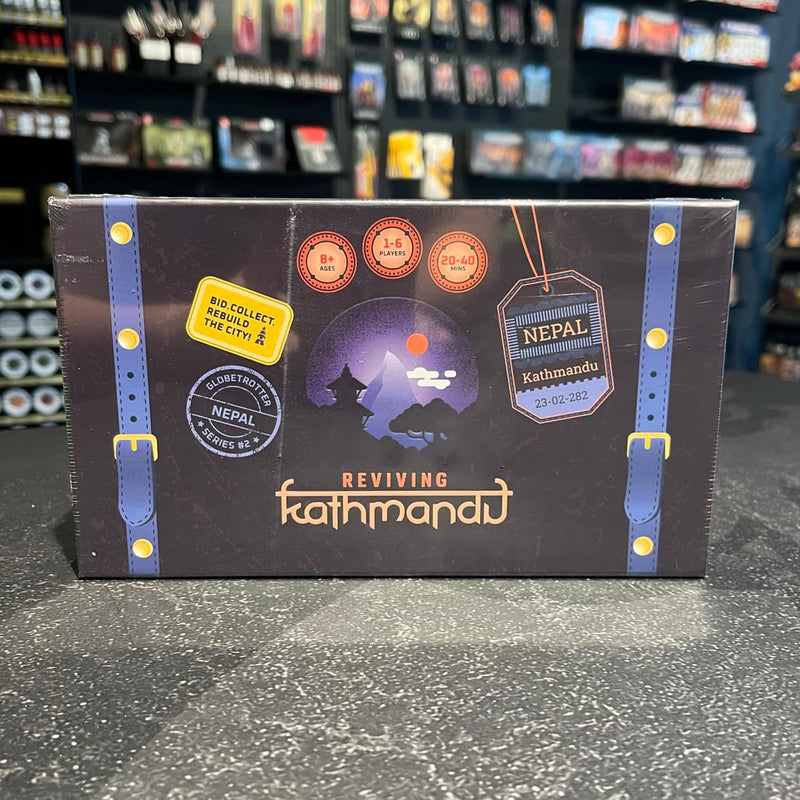 8+
AGES
1-6
PLAYERS
20-40
MINS
BID.COLLECT.
REBUILD
THE CITY!
GLOBETROTTER
NEPAL
SERIES #2
NEPAL
Kathmandu
23-02-282
REVIVING
Kathmandu